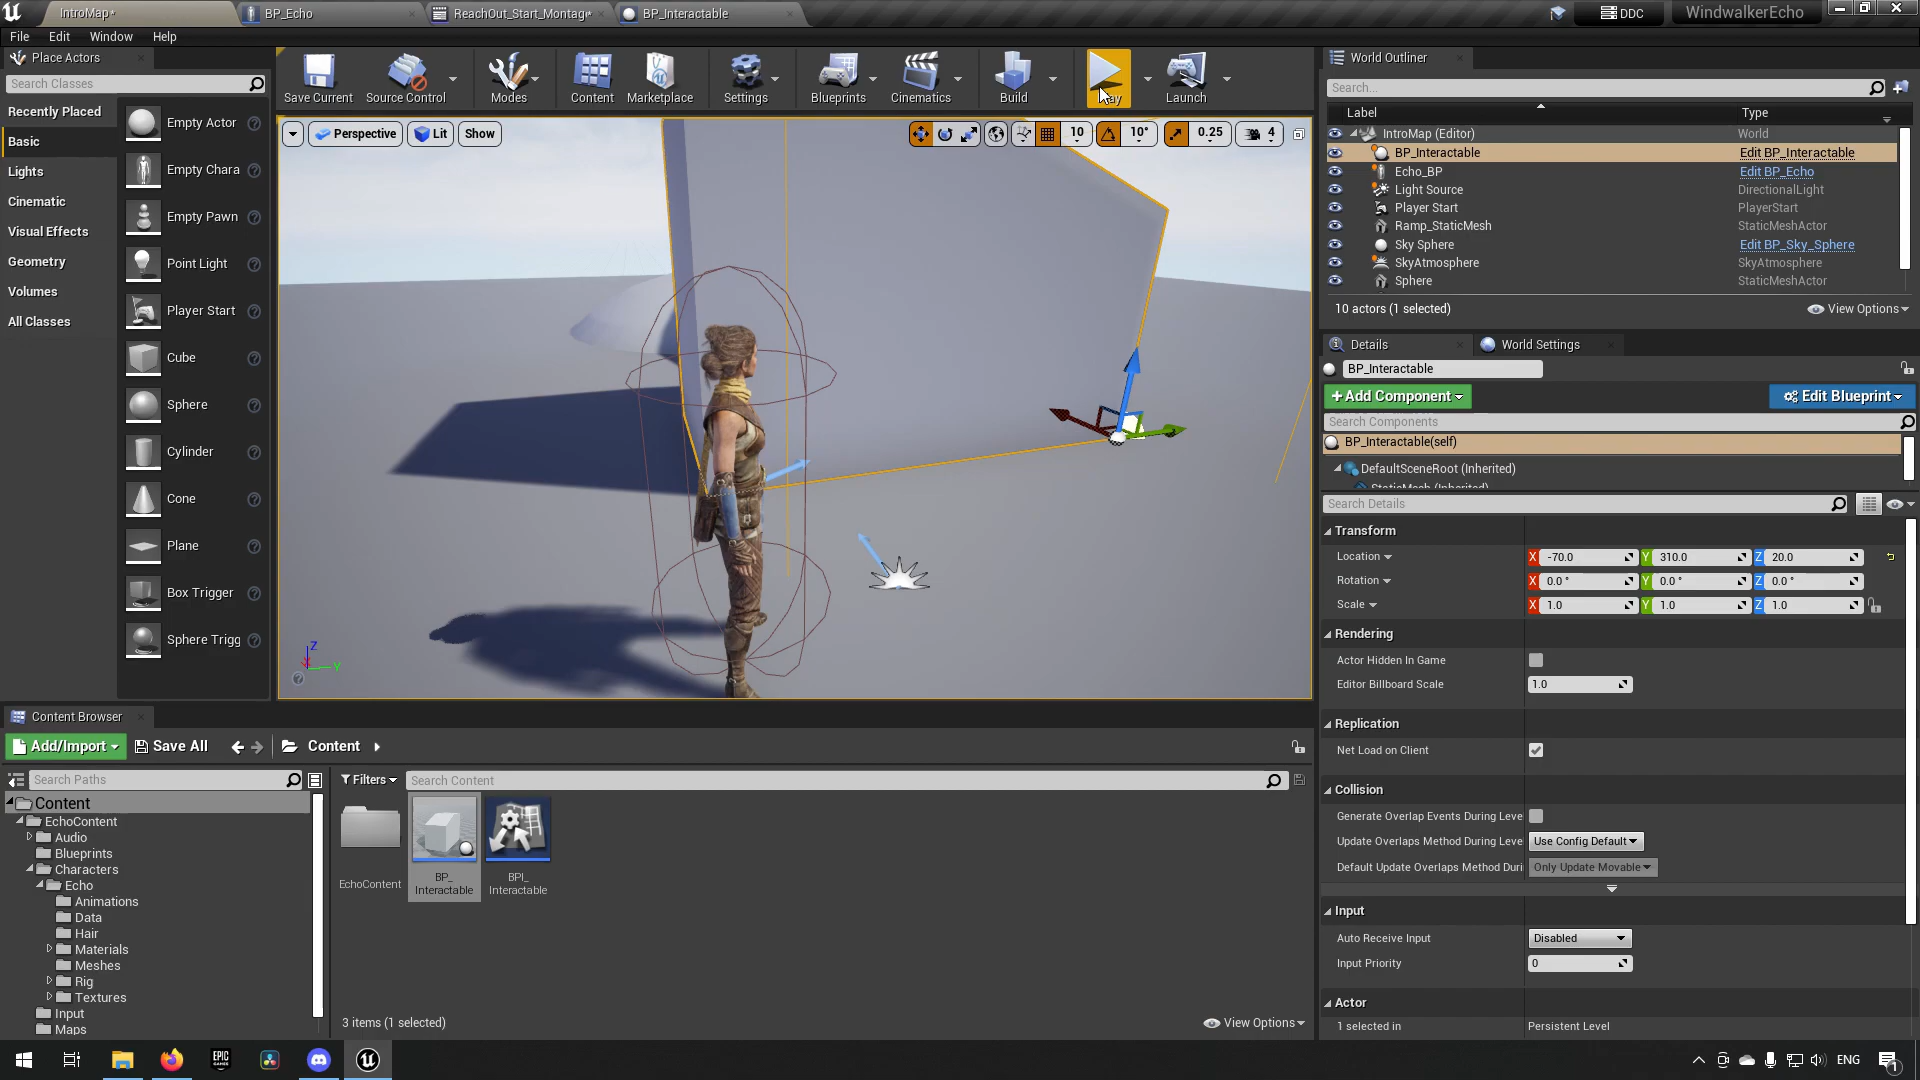 IntroMap*
BP_Echo
ReachOut_Start_Montag*
BP_Interactable
DDC
WindwalkerEcho
File
Edit
Window
Help
Place Actors
Search Classes
Recently Placed
Basic
Lights
Cinematic
Visual Effects
Geometry
Volumes
All Classes
Empty Actor
Empty Chara
Empty Pawn
Point Light
Player Start
Cube
Sphere
Cylinder
Cone
Plane
Box Trigger
Sphere Trigg
Save Current
Source Control
Modes
Content
Marketplace
Settings
Blueprints
Cinematics
Build
Launch
Perspective
Lit
Show
10
10°
0.25
4
World Outliner
Search...
Label
Type
IntroMap (Editor)
World
BP_Interactable
Edit BP_Interactable
Echo_BP
Edit BP_Echo
Light Source
DirectionalLight
Player Start
PlayerStart
Ramp_StaticMesh
StaticMeshActor
Sky Sphere
Edit BP_Sky_Sphere
SkyAtmosphere
SkyAtmosphere
Sphere
StaticMeshActor
10 actors (1 selected)
View Options
Details
World Settings
BP_Interactable
+Add Component
Edit Blueprint
Search Components
BP_Interactable(self)
DefaultSceneRoot (Inherited)
StaticMesh (Inherited)
Search Details
Transform
Location
X -70.0
Y 310.0
Z 20.0
Rotation
X 0.0 °
Y 0.0 °
Z 0.0 °
Scale
X 1.0
Y 1.0
Z 1.0
Rendering
Actor Hidden In Game
Editor Billboard Scale
1.0
Replication
Net Load on Client
Collision
Generate Overlap Events During Leve
Update Overlaps Method During Leve
Use Config Default
Default Update Overlaps Method Duri
Only Update Movable
Input
Auto Receive Input
Disabled
Input Priority
0
Actor
1 selected in
Persistent Level
Z
Y
Content Browser
Add/Import
Save All
Content
Search Paths
Filters
Search Content
Content
EchoContent
Audio
Blueprints
Characters
Echo
Animations
Data
Hair
Materials
Meshes
Rig
Textures
Input
Maps
EchoContent
BP_
Interactable
BPI_
Interactable
3 items (1 selected)
View Options
EPIC
GAMES
ENG
1